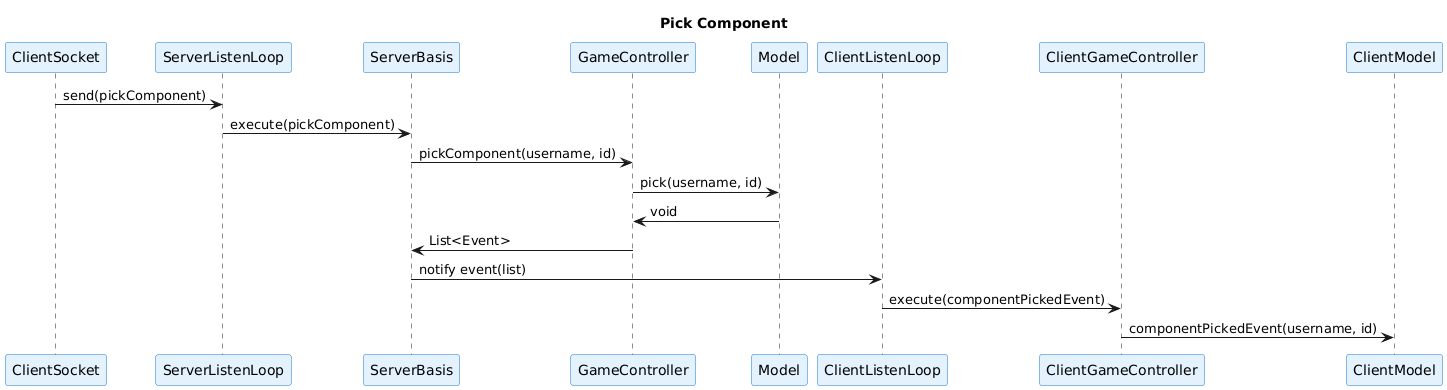 Pick Component
ClientSocket ServerListenLoop ServerBasis GameController Model ClientListenLoop ClientGameController ClientModel
send(pickComponent)
execute(pickComponent)
pickComponent(username, id)
pick(username, id)
void
List<Event>
notify event(list)
execute(componentPickedEvent)
componentPickedEvent(username, id)
ClientSocket ServerListenLoop ServerBasis GameController Model ClientListenLoop ClientGameController ClientModel